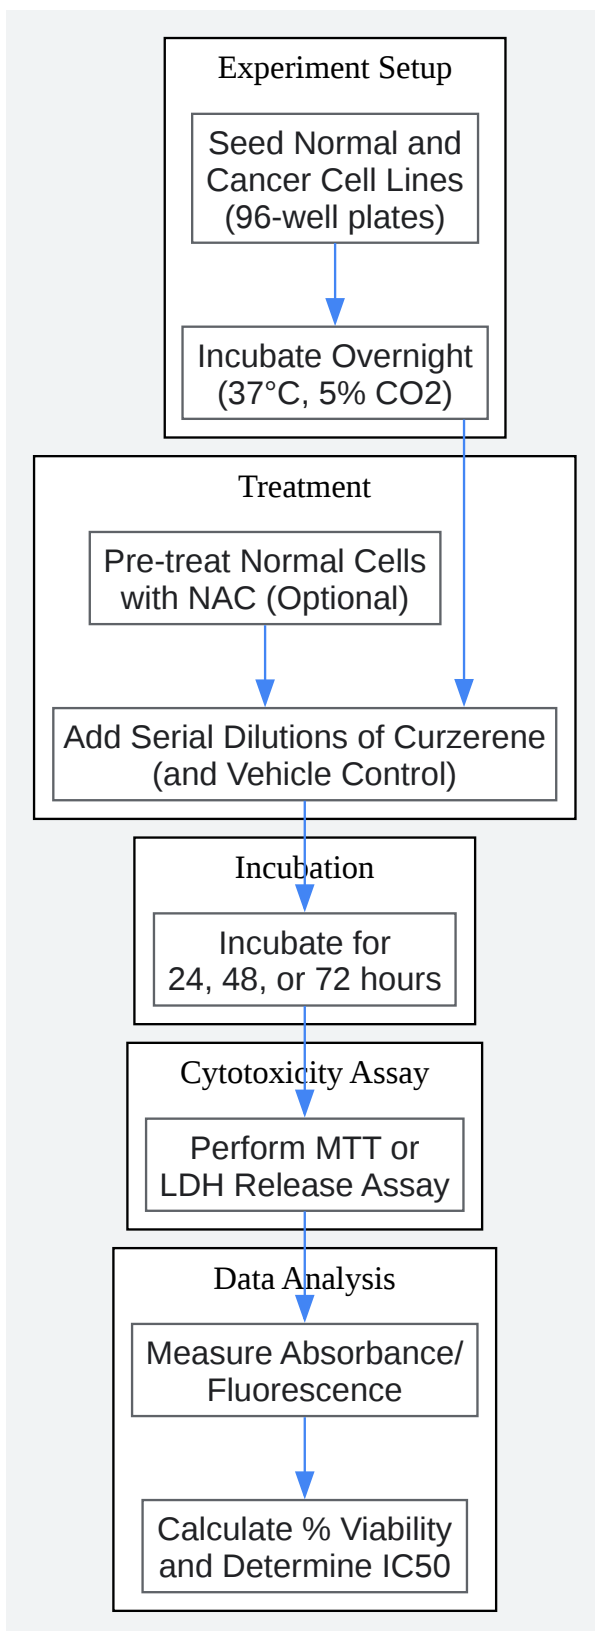 Experiment Setup
Seed Normal and
Cancer Cell Lines
(96-well plates)
Incubate Overnight
(37°C, 5% CO2)
Treatment
Pre-treat Normal Cells
with NAC (Optional)
Add Serial Dilutions of Curzerene
(and Vehicle Control)
Incubation
Incubate for
24, 48, or 72 hours
Cytotoxicity Assay
Perform MTT or
LDH Release Assay
Data Analysis
Measure Absorbance/
Fluorescence
Calculate % Viability
and Determine IC50